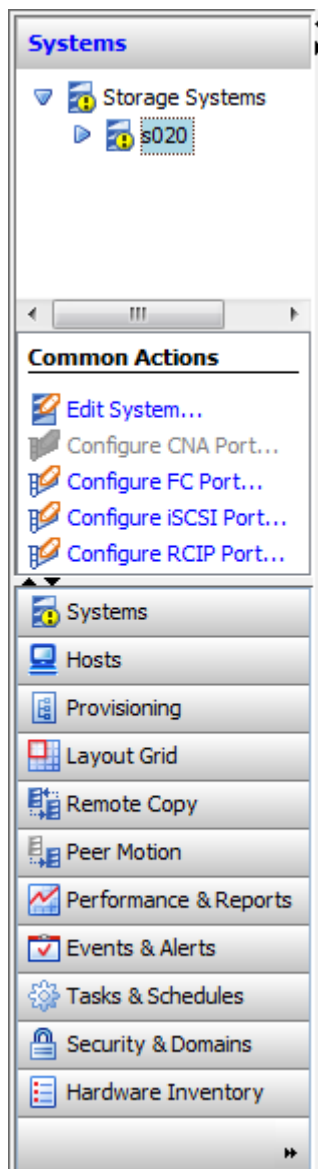 Systems
Storage Systems
s020
Common Actions
Edit System...
Configure CNA Port...
Configure FC Port...
Configure iSCSI Port...
Configure RCIP Port...
Systems
Hosts
Provisioning
Layout Grid
Remote Copy
Peer Motion
Performance & Reports
Events & Alerts
Tasks & Schedules
Security & Domains
Hardware Inventory